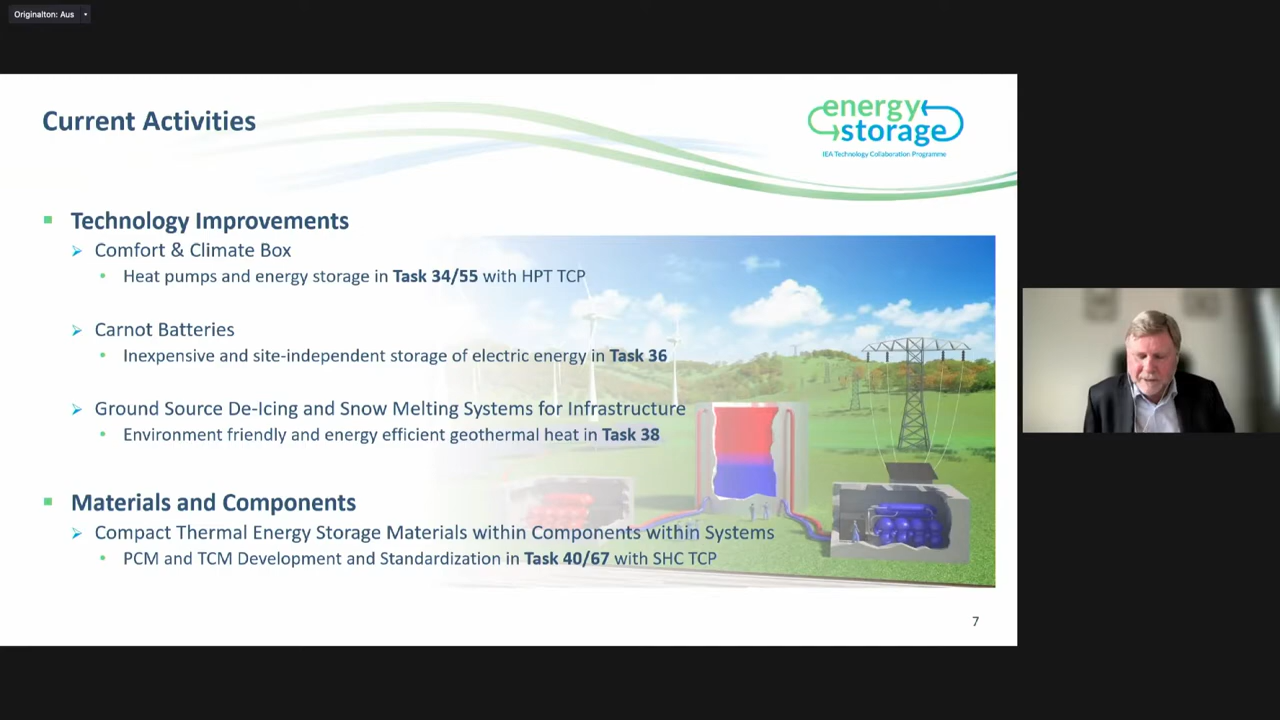 Originalton: Aus
Current Activities
energy
storage
IEA Technology Collaboration Programme
Technology Improvements
Comfort & Climate Box
Heat pumps and energy storage in Task 34/55 with HPT TCP
Carnot Batteries
Inexpensive and site-independent storage of electric energy in Task 36
Ground Source De-Icing and Snow Melting Systems for Infrastructure
Environment friendly and energy efficient geothermal heat in Task 38
Materials and Components
Compact Thermal Energy Storage Materials within Components within Systems
PCM and TCM Development and Standardization in Task 40/67 with SHC TCP
7